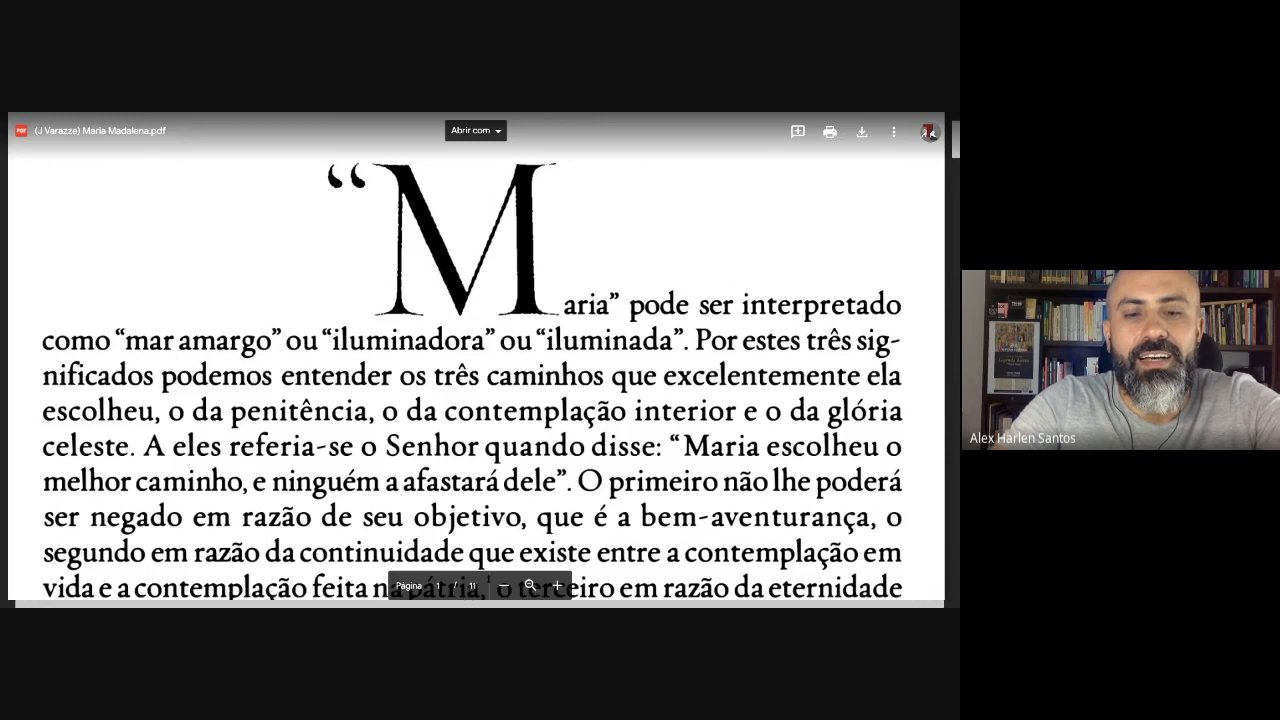 (J Varazze) Maria Madalena.pdf
Abrir com
“Maria” pode ser interpretado
como “mar amargo” ou “iluminadora” ou “iluminada”. Por estes três sig-
nificados podemos entender os três caminhos que excelentemente ela
escolheu, o da penitência, o da contemplação interior e o da glória
celeste. A eles referia-se o Senhor quando disse: “Maria escolheu o
melhor caminho, e ninguém a afastará dele”. O primeiro não lhe poderá
ser negado em razão de seu objetivo, que é a bem-aventurança, o
segundo em razão da continuidade que existe entre a contemplação em
vida e a contemplação feita na pátria,¹ o terceiro em razão da eternidade
Página 1 / 11
Alex Harlen Santos